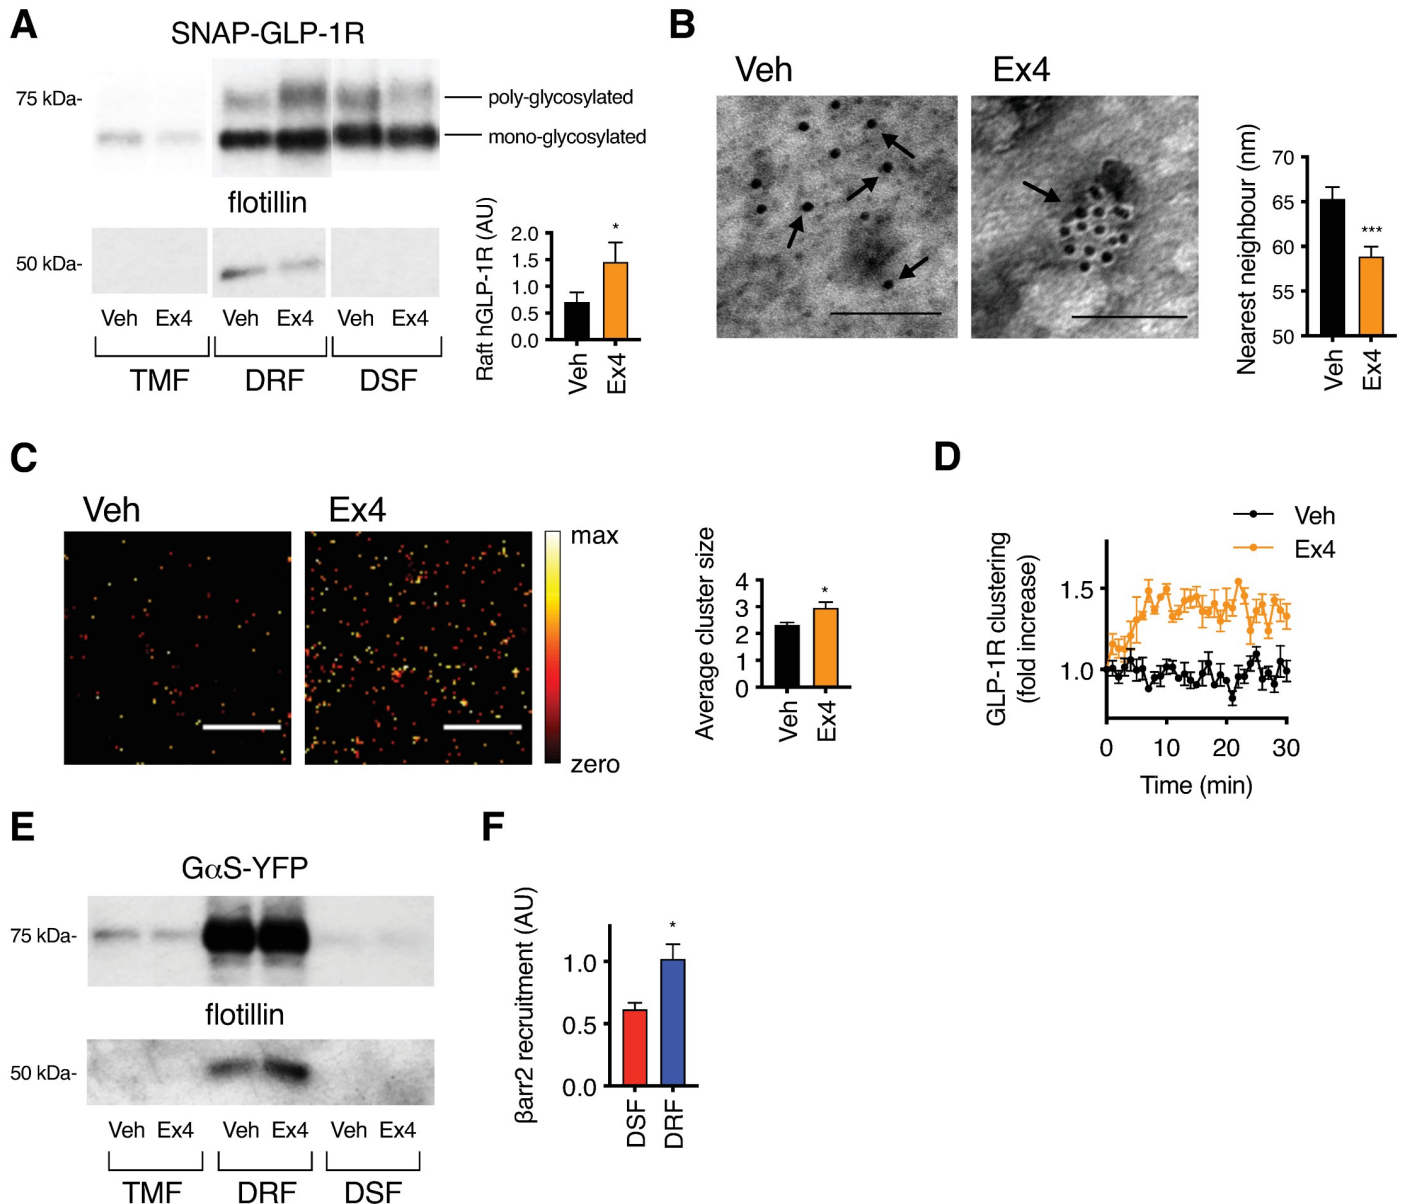 A
SNAP-GLP-1R
75 kDa-
poly-glycosylated
mono-glycosylated
flotillin
50 kDa-
Veh Ex4 Veh Ex4 Veh Ex4
TMF DRF DSF
Raft hGLP-1R (AU)
2.0
1.5
1.0
0.5
0.0
*
Veh Ex4
B
Veh Ex4
Nearest neighbour (nm)
70
65
60
55
50
***
Veh Ex4
C
Veh Ex4
max
zero
Average cluster size
4
3
2
1
0
*
Veh Ex4
D
Veh
Ex4
GLP-1R clustering
(fold increase)
1.5
1.0
0 10 20 30
Time (min)
E
GαS-YFP
75 kDa-
flotillin
50 kDa-
Veh Ex4 Veh Ex4 Veh Ex4
TMF DRF DSF
F
βarr2 recruitment (AU)
1.0
0.5
0.0
*
DSF DRF